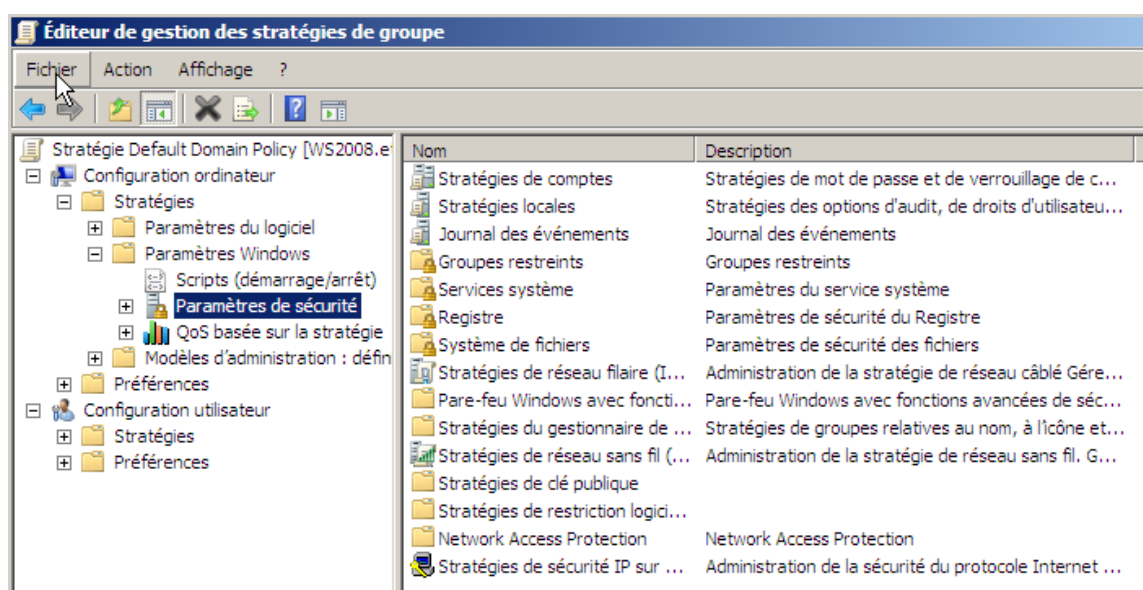 Éditeur de gestion des stratégies de groupe
Fichier Action Affichage ?
Stratégie Default Domain Policy [WS2008.e
Configuration ordinateur
Stratégies
Paramètres du logiciel
Paramètres Windows
Scripts (démarrage/arrêt)
Paramètres de sécurité
QoS basée sur la stratégie
Modèles d'administration : défin
Préférences
Configuration utilisateur
Stratégies
Préférences
Nom Description
Stratégies de comptes Stratégies de mot de passe et de verrouillage de c...
Stratégies locales Stratégies des options d'audit, de droits d'utilisateu...
Journal des événements Journal des événements
Groupes restreints Groupes restreints
Services système Paramètres du service système
Registre Paramètres de sécurité du Registre
Système de fichiers Paramètres de sécurité des fichiers
Stratégies de réseau filaire (I... Administration de la stratégie de réseau câblé Gére...
Pare-feu Windows avec foncti... Pare-feu Windows avec fonctions avancées de séc...
Stratégies du gestionnaire de ... Stratégies de groupes relatives au nom, à l'icône et...
Stratégies de réseau sans fil (... Administration de la stratégie de réseau sans fil. G...
Stratégies de clé publique
Stratégies de restriction logici...
Network Access Protection Network Access Protection
Stratégies de sécurité IP sur ... Administration de la sécurité du protocole Internet ...